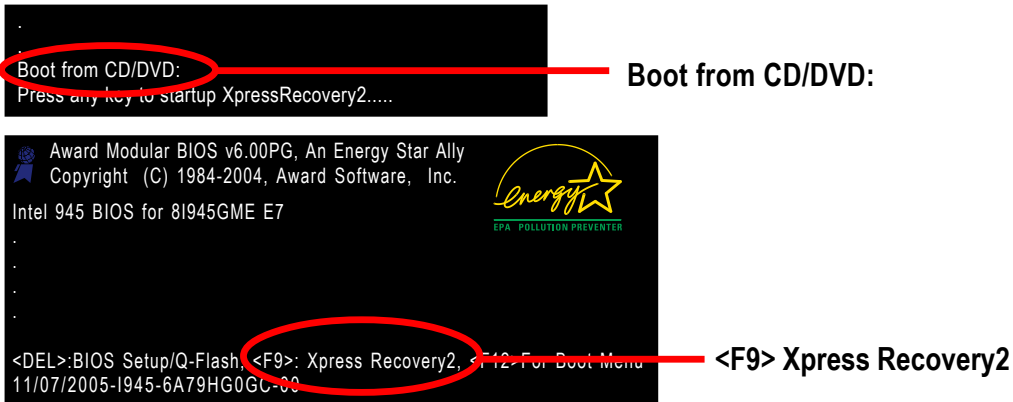 .
.
Boot from CD/DVD:
Press any key to startup XpressRecovery2.....
Boot from CD/DVD:
Award Modular BIOS v6.00PG, An Energy Star Ally
Copyright (C) 1984-2004, Award Software, Inc.
energy
EPA POLLUTION PREVENTER
Intel 945 BIOS for 8I945GME E7
.
.
.
.
<DEL>:BIOS Setup/Q-Flash, <F9>: Xpress Recovery2, <F12>For Boot Menu
11/07/2005-I945-6A79HG0GC-00
<F9> Xpress Recovery2